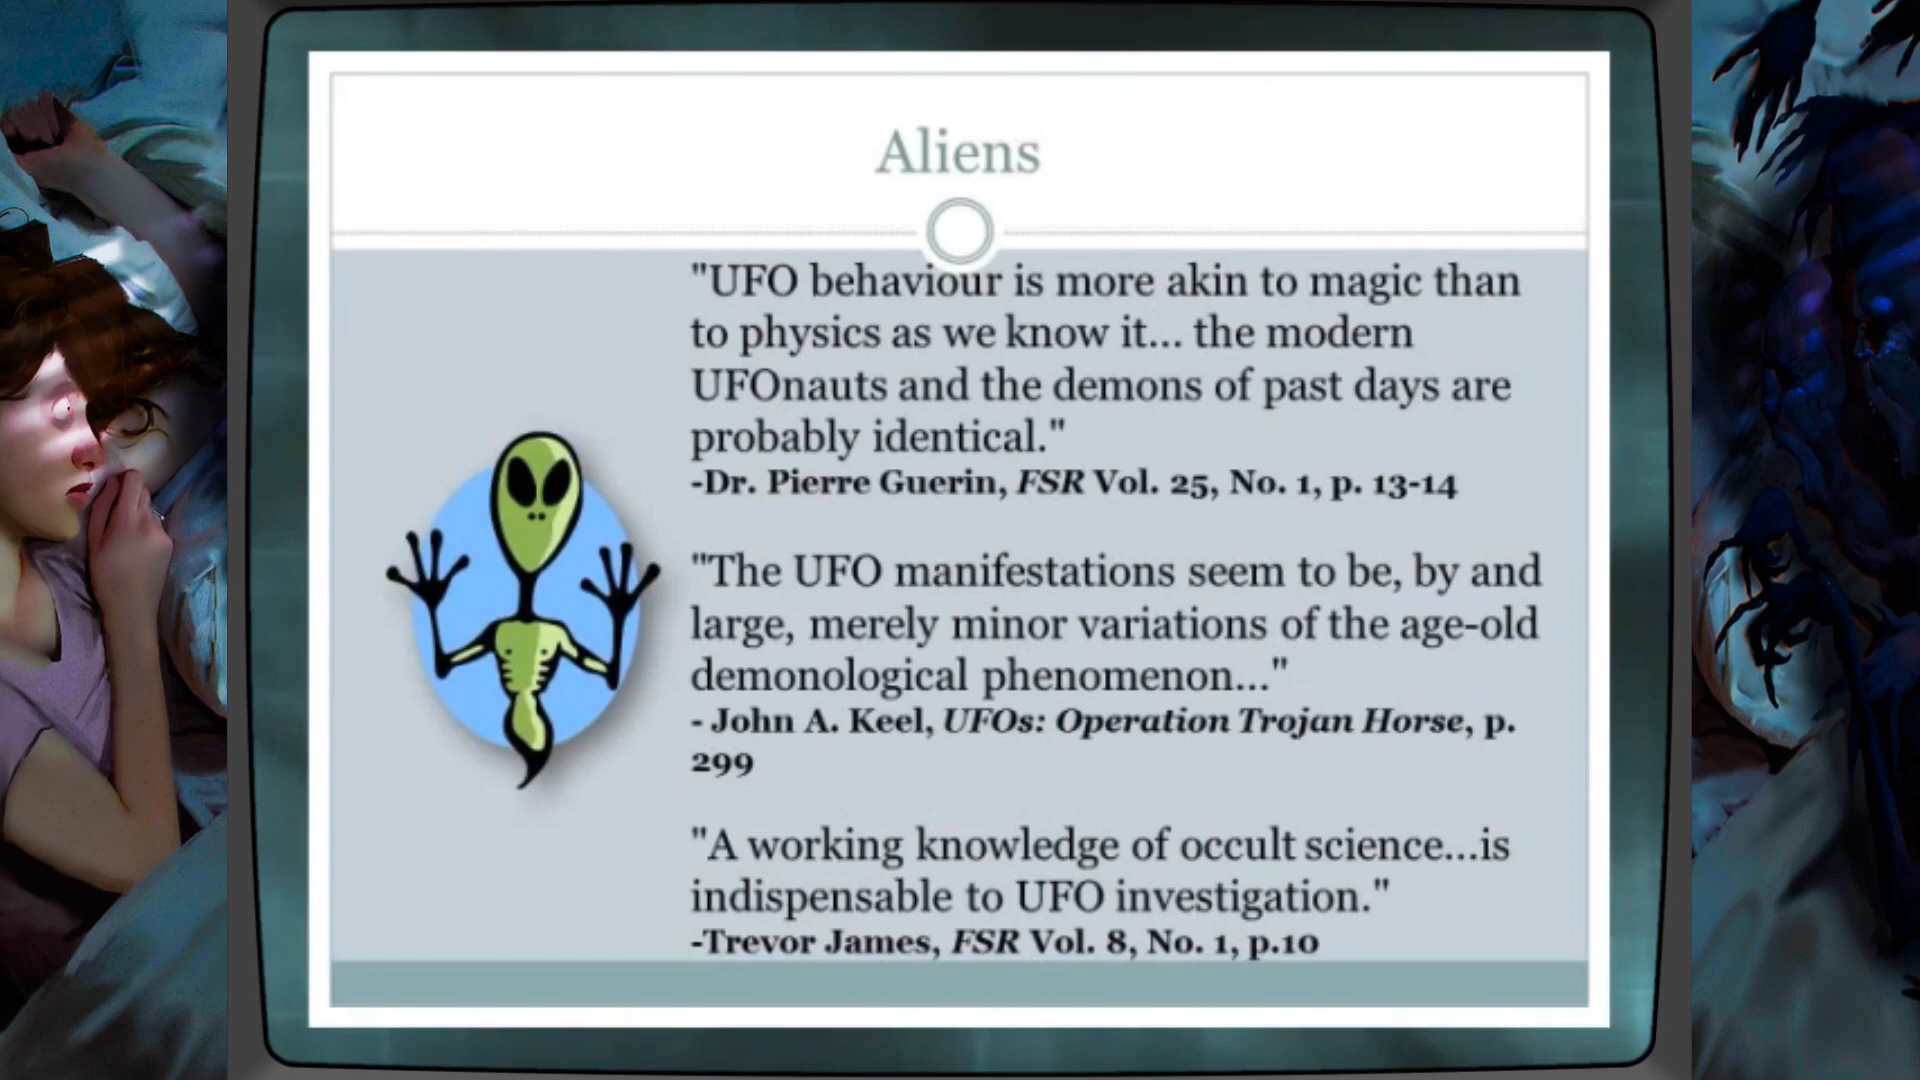 Aliens
"UFO behaviour is more akin to magic than
to physics as we know it... the modern
UFOnauts and the demons of past days are
probably identical."
-Dr. Pierre Guerin, FSR Vol. 25, No. 1, p. 13-14
"The UFO manifestations seem to be, by and
large, merely minor variations of the age-old
demonological phenomenon..."
- John A. Keel, UFOs: Operation Trojan Horse, p.
299
"A working knowledge of occult science...is
indispensable to UFO investigation."
-Trevor James, FSR Vol. 8, No. 1, p.10